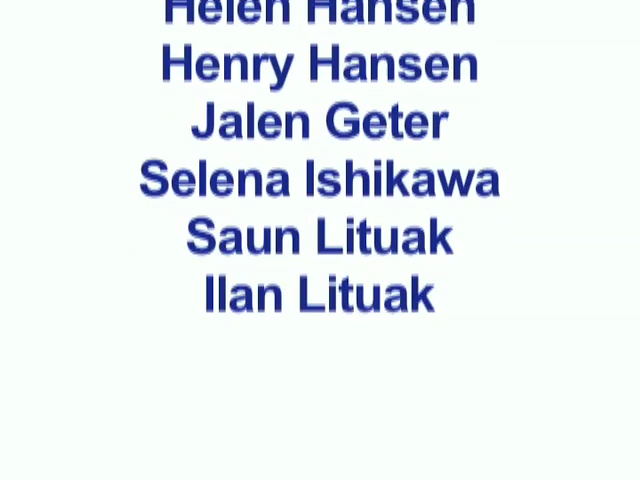 Helen Hansen
Henry Hansen
Jalen Geter
Selena Ishikawa
Saun Lituak
Ilan Lituak